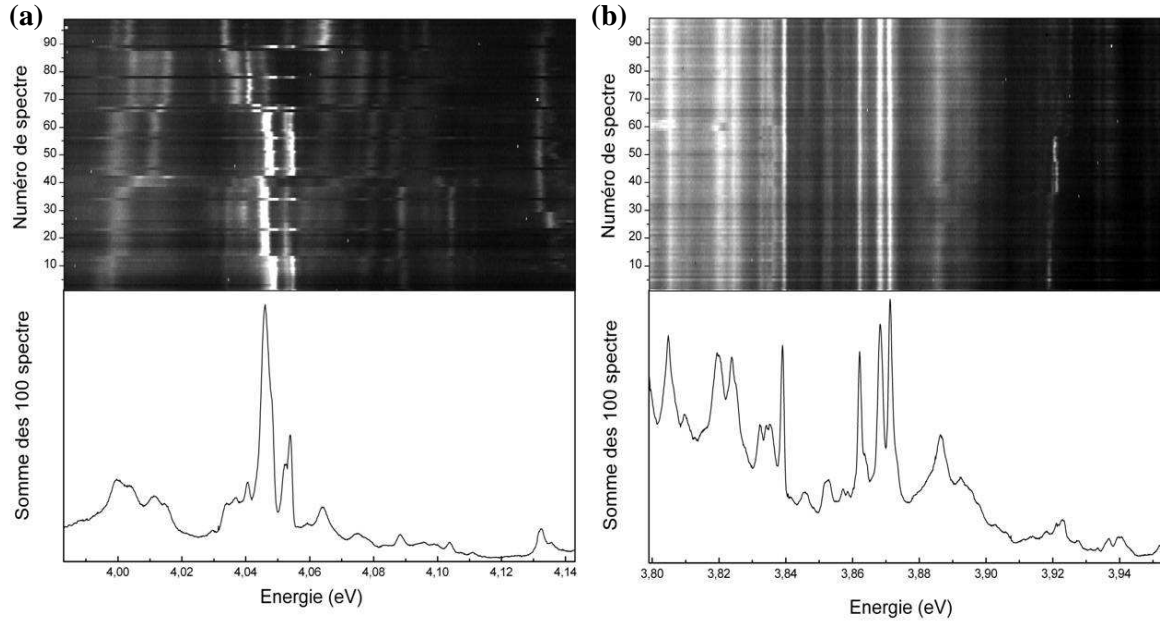 (a)
Numéro de spectre
90
80
70
60
50
40
30
20
10
Somme des 100 spectre
4,00 4,02 4,04 4,06 4,08 4,10 4,12 4,14
Energie (eV)
(b)
Numéro de spectre
90
80
70
60
50
40
30
20
10
Somme des 100 spectre
3,80 3,82 3,84 3,86 3,88 3,90 3,92 3,94
Energie (eV)